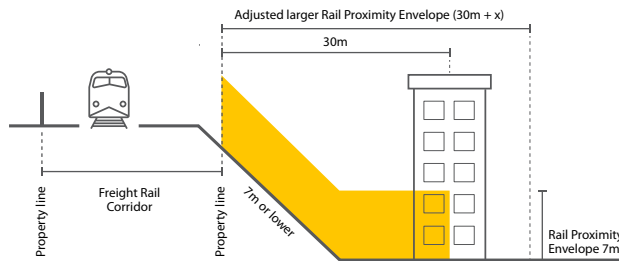 Adjusted larger Rail Proximity Envelope (30m + x)
30m
Freight Rail
Corridor
Property line
Property line
7m or lower
Rail Proximity
Envelope 7m